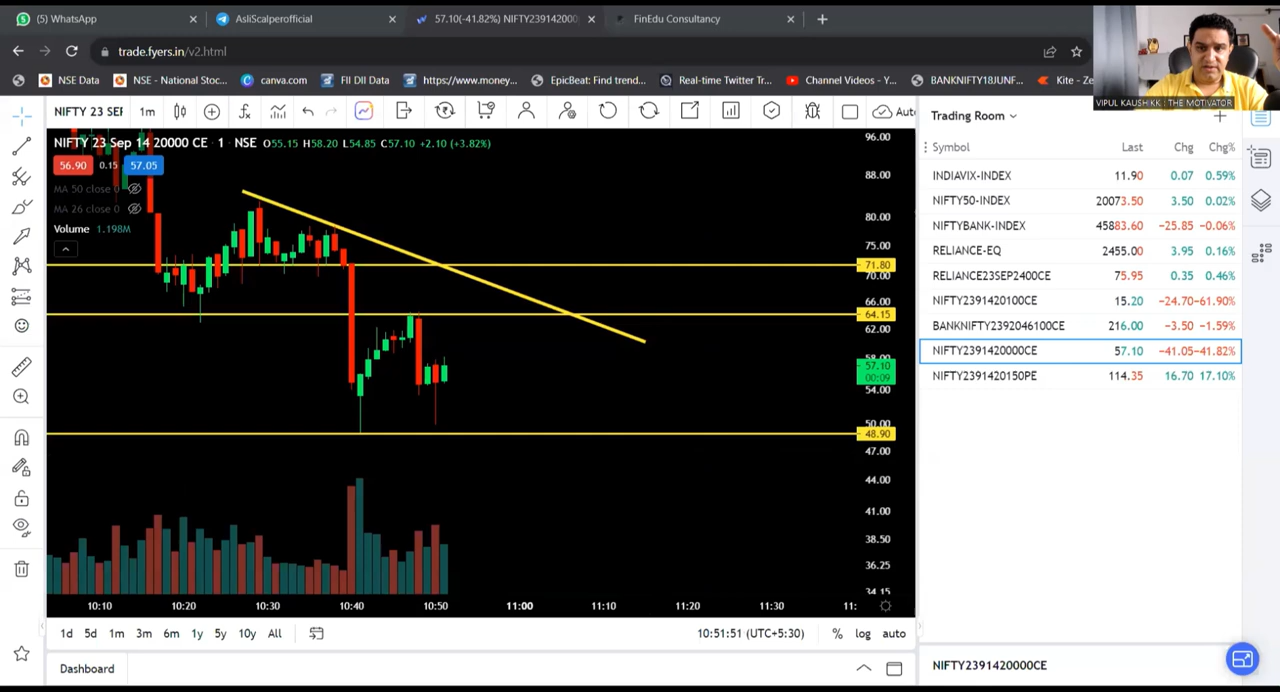 (5) WhatsApp
AsliScalperofficial
57.10(-41.82%) NIFTY239142000
FinEdu Consultancy
trade.fyers.in/v2.html
NSE Data
NSE - National Stoc...
canva.com
FII DII Data
https://www.money...
EpicBeat: Find trend...
Real-time Twitter Tr...
Channel Videos - Y...
BANKNIFTY18JUNF...
Kite - Ze
VIPUL KAUSHIKK : THE MOTIVATOR
NIFTY 23 SEP
1m
Auto
NIFTY 23 Sep 14 20000 CE · 1 · NSE O55.15 H58.20 L54.85 C57.10 +2.10 (+3.82%)
56.90 0.15 57.05
MA 50 close 0
MA 26 close 0
Volume 1.198M
96.00
88.00
80.00
75.00
71.80
70.00
66.00
64.15
62.00
58.00
57.10
00:09
54.00
50.00
48.90
47.00
44.00
41.00
38.50
36.25
34.15
10:10 10:20 10:30 10:40 10:50 11:00 11:10 11:20 11:30 11:
1d 5d 1m 3m 6m 1y 5y 10y All
10:51:51 (UTC+5:30) % log auto
Dashboard
Trading Room
Symbol Last Chg Chg%
INDIAVIX-INDEX 11.90 0.07 0.59%
NIFTY50-INDEX 20073.50 3.50 0.02%
NIFTYBANK-INDEX 45883.60 −25.85 −0.06%
RELIANCE-EQ 2455.00 3.95 0.16%
RELIANCE23SEP2400CE 75.95 0.35 0.46%
NIFTY2391420100CE 15.20 −24.70 −61.90%
BANKNIFTY2392046100CE 216.00 −3.50 −1.59%
NIFTY2391420000CE 57.10 −41.05 −41.82%
NIFTY2391420150PE 114.35 16.70 17.10%
NIFTY2391420000CE